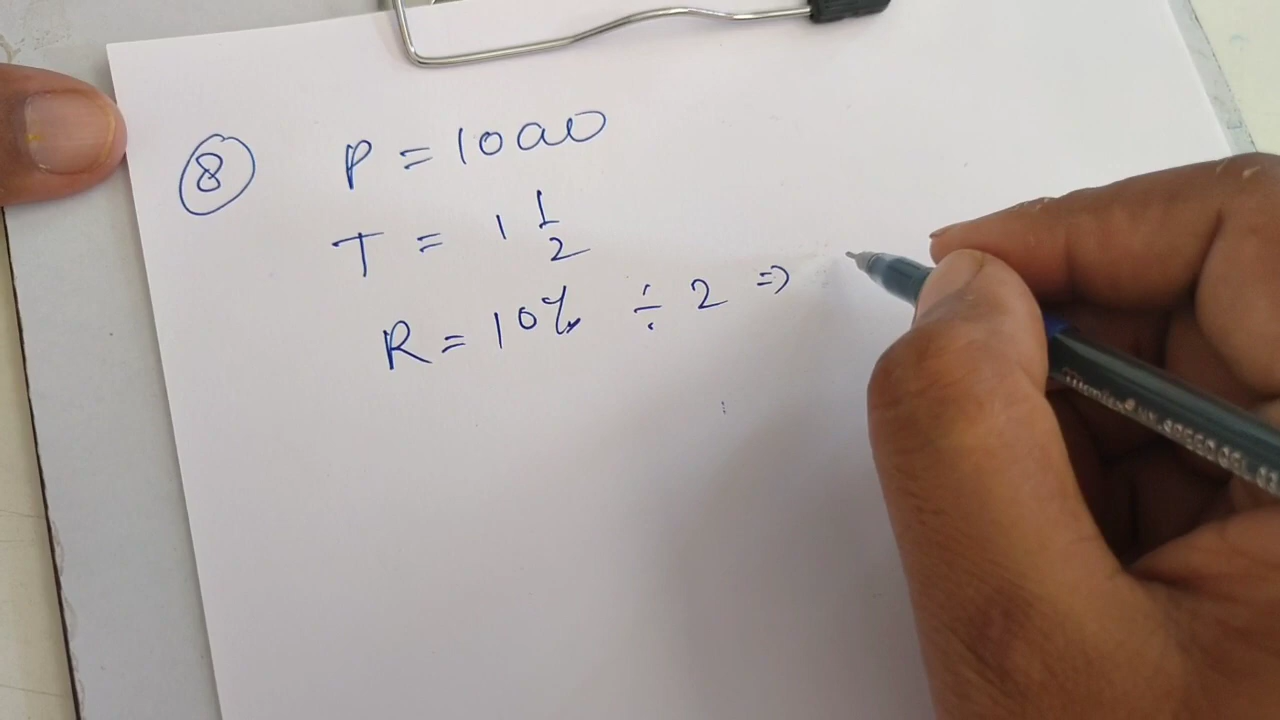 8 P = 1000
T = 1 1/2
R = 10% ÷ 2 ⇒